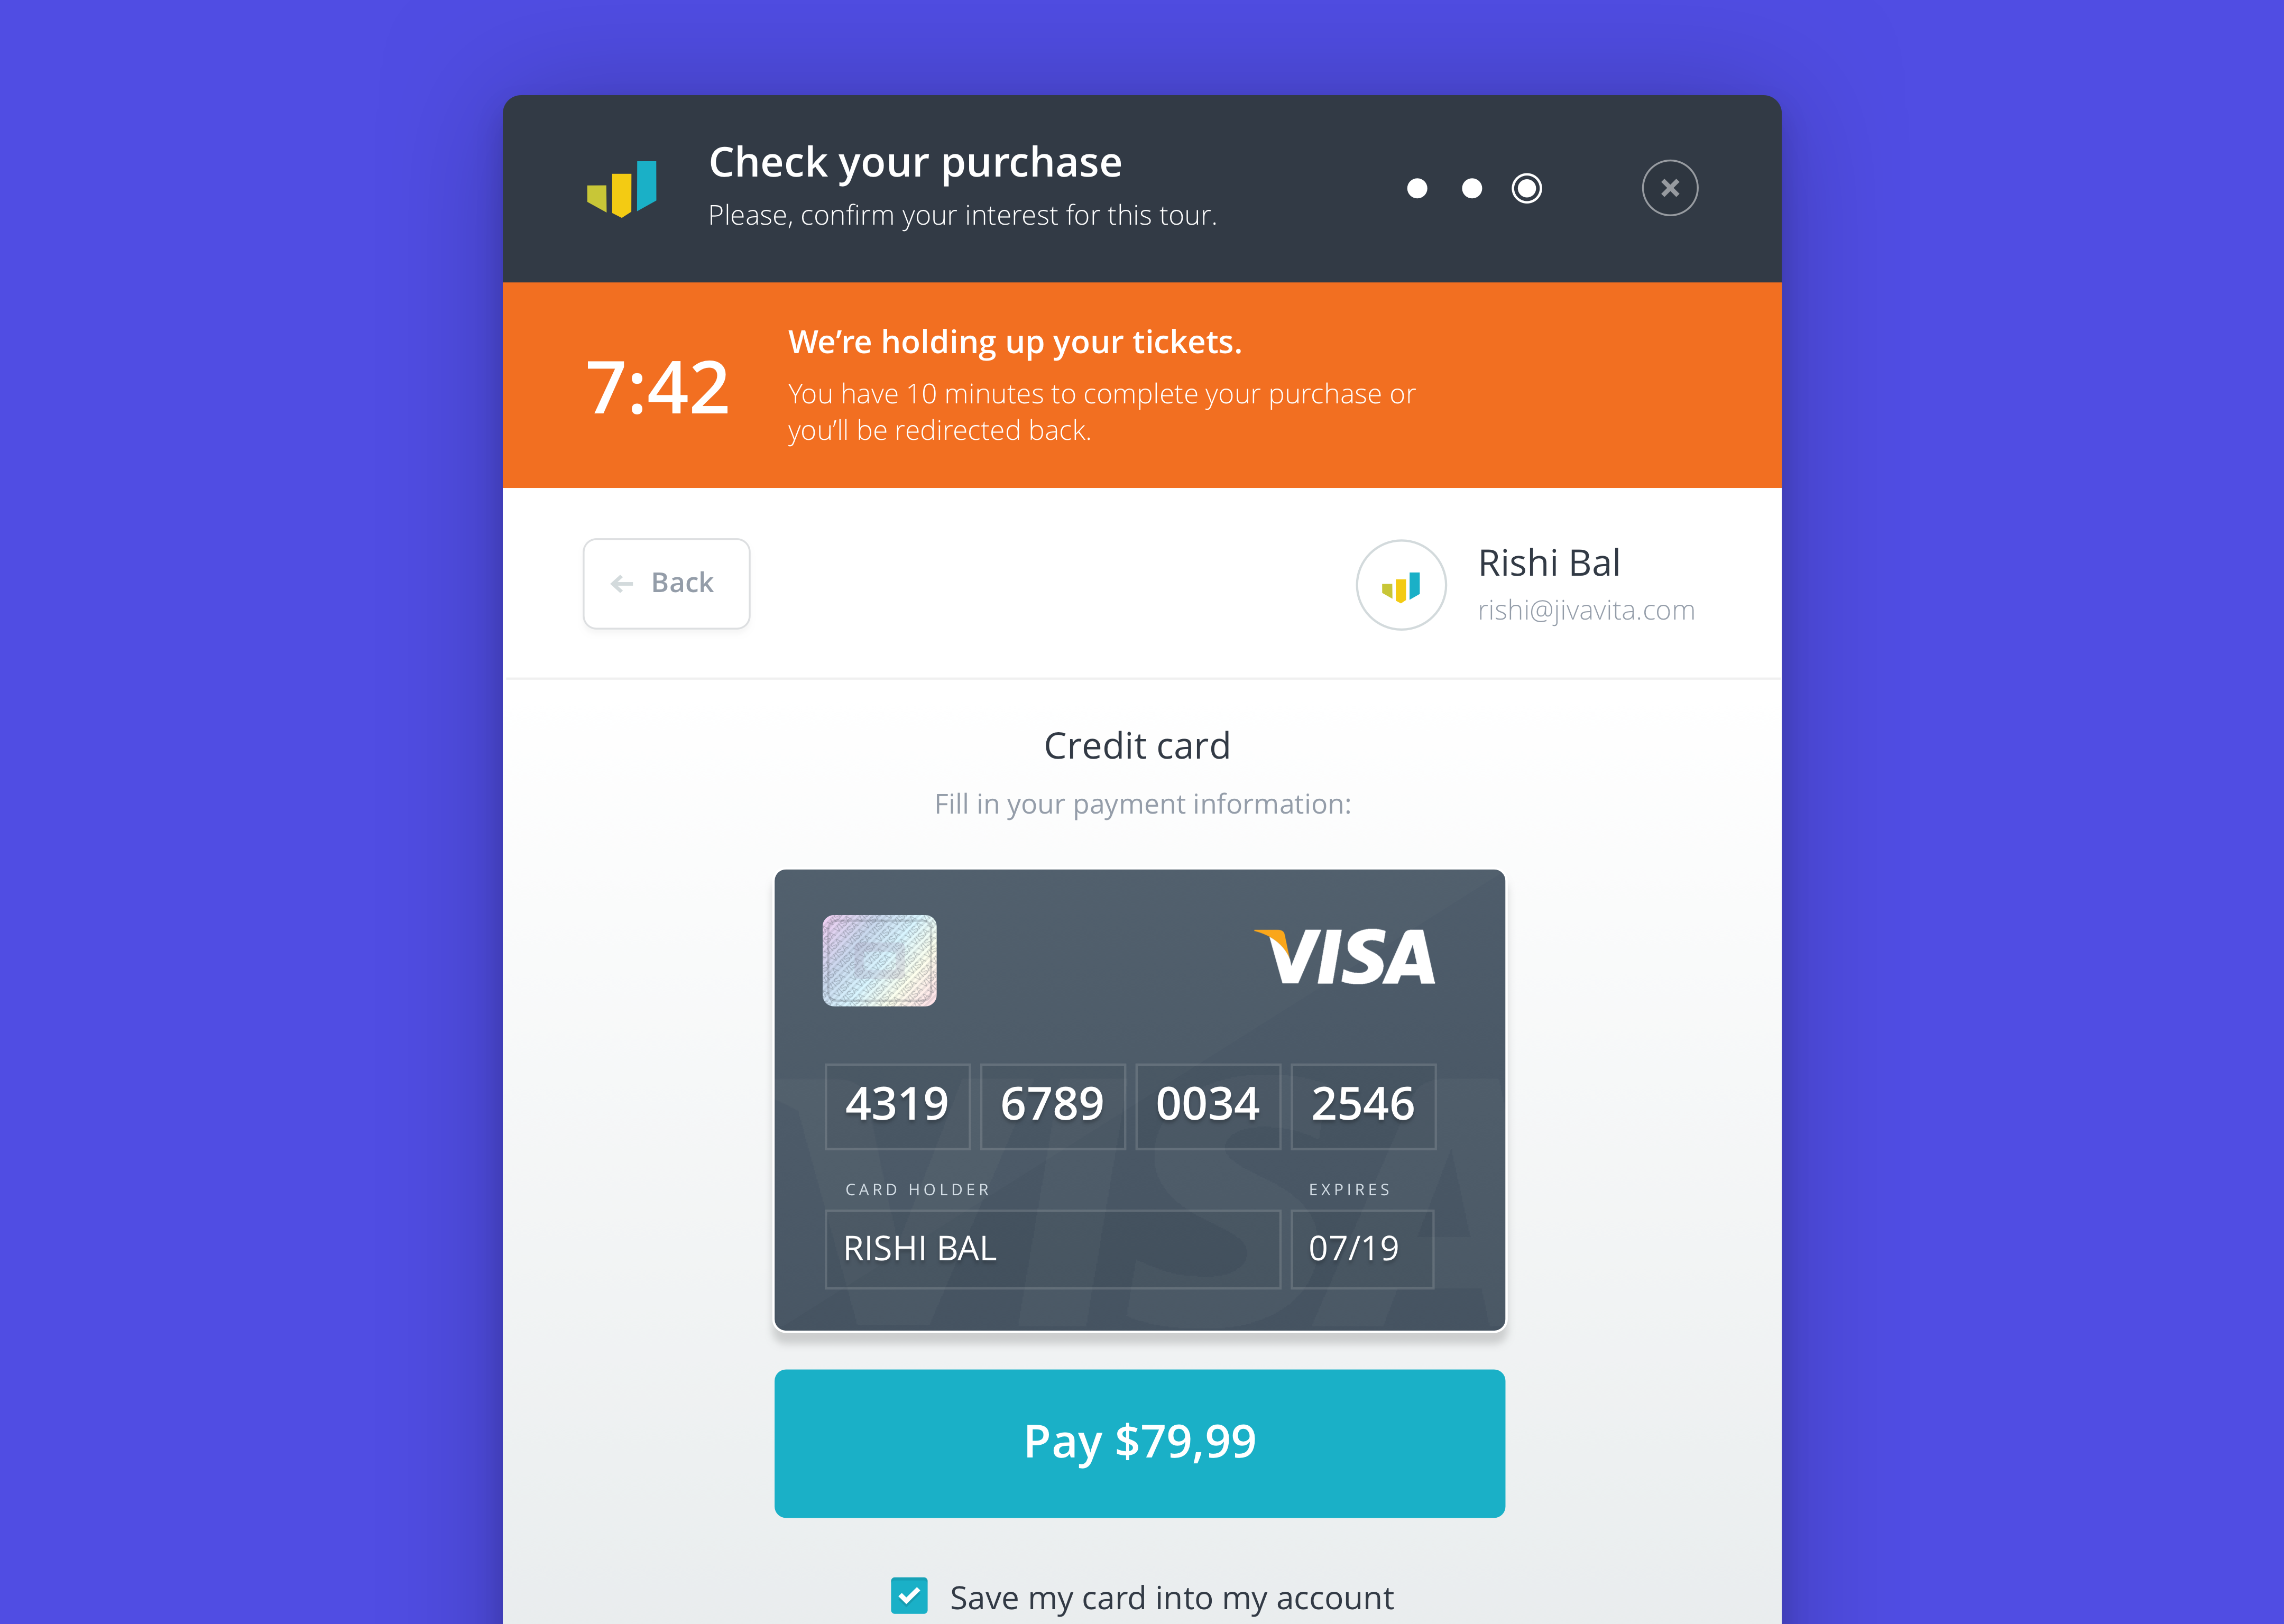 Check your purchase
Please, confirm your interest for this tour.
7:42
We’re holding up your tickets.
You have 10 minutes to complete your purchase or
you’ll be redirected back.
Back
Rishi Bal
rishi@jivavita.com
Credit card
Fill in your payment information:
VISA
4319 6789 0034 2546
CARD HOLDER EXPIRES
RISHI BAL 07/19
VISA
Pay $79,99
Save my card into my account